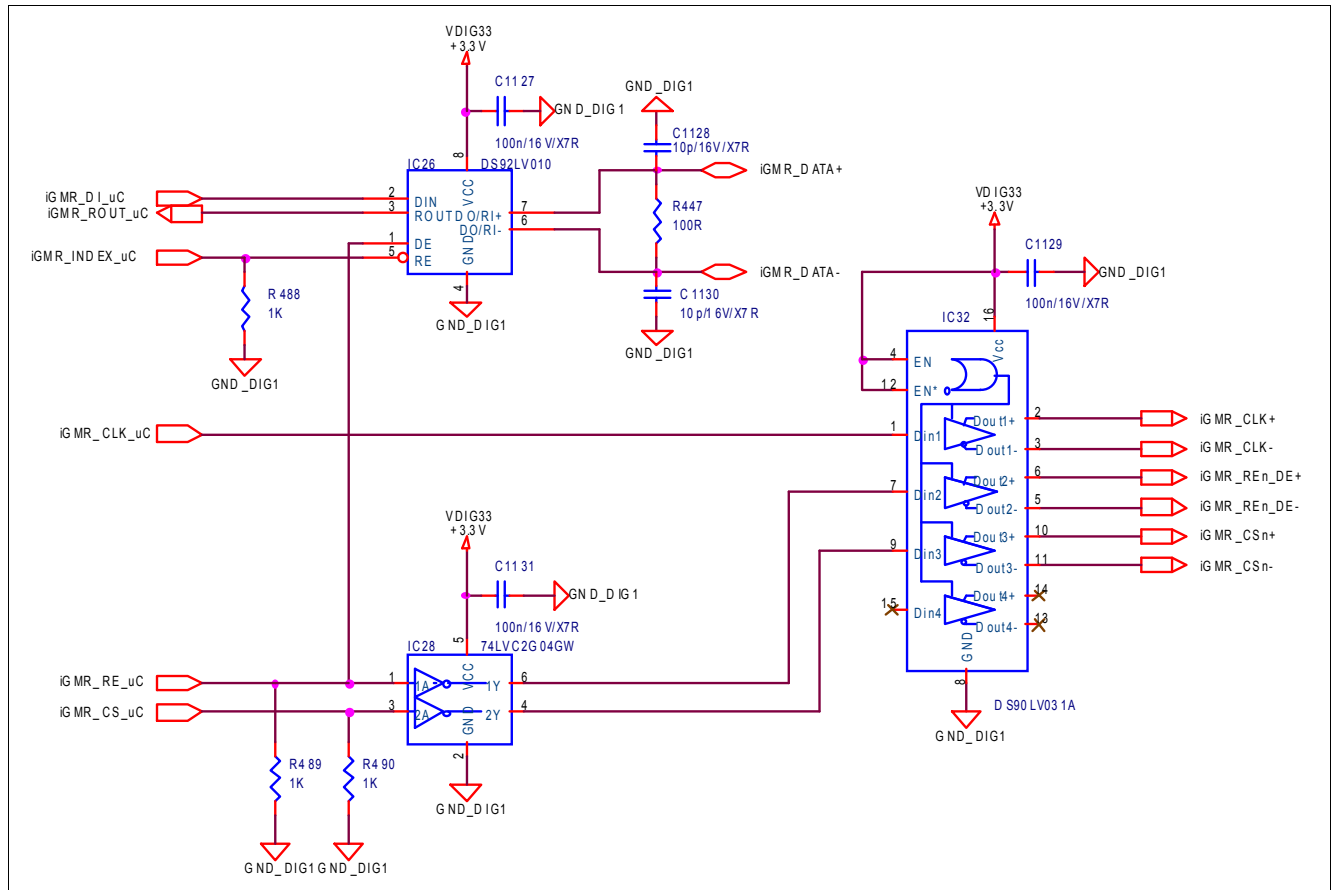 VDIG33
+3.3V
C1127
GND_DIG1
100n/16V/X7R
GND_DIG1
C1128
10p/16V/X7R
IC26
DS92LV010
8
VCC
iGMR_DI_uC
2
DIN
iGMR_ROUT_uC
3
ROUT
DO/RI+
7
DO/RI-
6
1
DE
iGMR_INDEX_uC
5
RE
GND
4
GND_DIG1
iGMR_DATA+
R447
100R
iGMR_DATA-
C1130
10p/16V/X7R
GND_DIG1
R488
1K
GND_DIG1
VDIG33
+3.3V
C1129
GND_DIG1
100n/16V/X7R
IC32
16
Vcc
4
EN
12
EN*
iGMR_CLK_uC
1
Din1
Dout1+
2
iGMR_CLK+
Dout1-
3
iGMR_CLK-
7
Din2
Dout2+
6
iGMR_REn_DE+
Dout2-
5
iGMR_REn_DE-
9
Din3
Dout3+
10
iGMR_CSn+
Dout3-
11
iGMR_CSn-
15
Din4
Dout4+
14
Dout4-
13
GND
8
DS90LV031A
GND_DIG1
VDIG33
+3.3V
C1131
GND_DIG1
100n/16V/X7R
IC28
74LVC2G04GW
5
VCC
iGMR_RE_uC
1
1A
1Y
6
iGMR_CS_uC
3
2A
2Y
4
GND
2
GND_DIG1
R489
1K
R490
1K
GND_DIG1
GND_DIG1